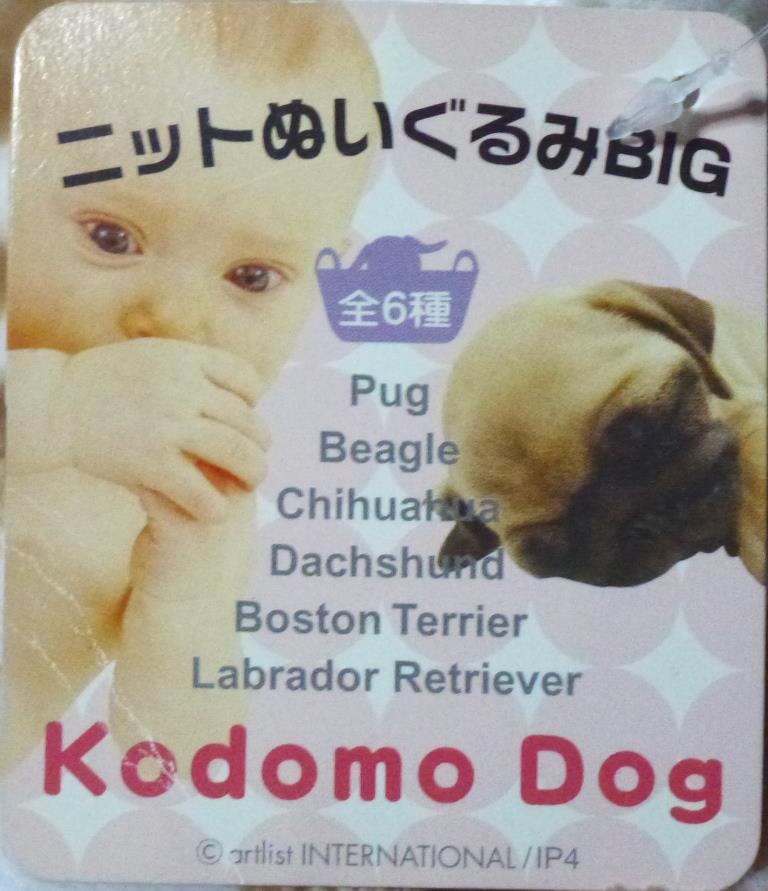 ニットぬいぐるみBIG
全6種
Pug
Beagle
Chihuahua
Dachshund
Boston Terrier
Labrador Retriever
Kodomo Dog
© artlist INTERNATIONAL/IP4